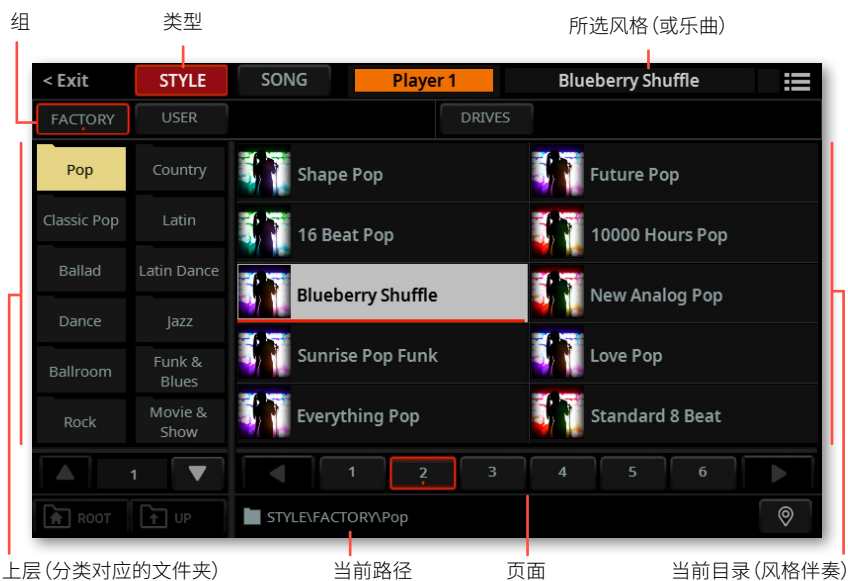 组 类型 所选风格（或乐曲）
< Exit STYLE SONG Player 1 Blueberry Shuffle
FACTORY USER DRIVES
Pop Country Shape Pop Future Pop
Classic Pop Latin 16 Beat Pop 10000 Hours Pop
Ballad Latin Dance Blueberry Shuffle New Analog Pop
Dance Jazz Sunrise Pop Funk Love Pop
Ballroom Funk & Blues Everything Pop Standard 8 Beat
Rock Movie & Show
1 1 2 3 4 5 6
ROOT UP STYLE\FACTORY\Pop
上层（分类对应的文件夹） 当前路径 页面 当前目录（风格伴奏）